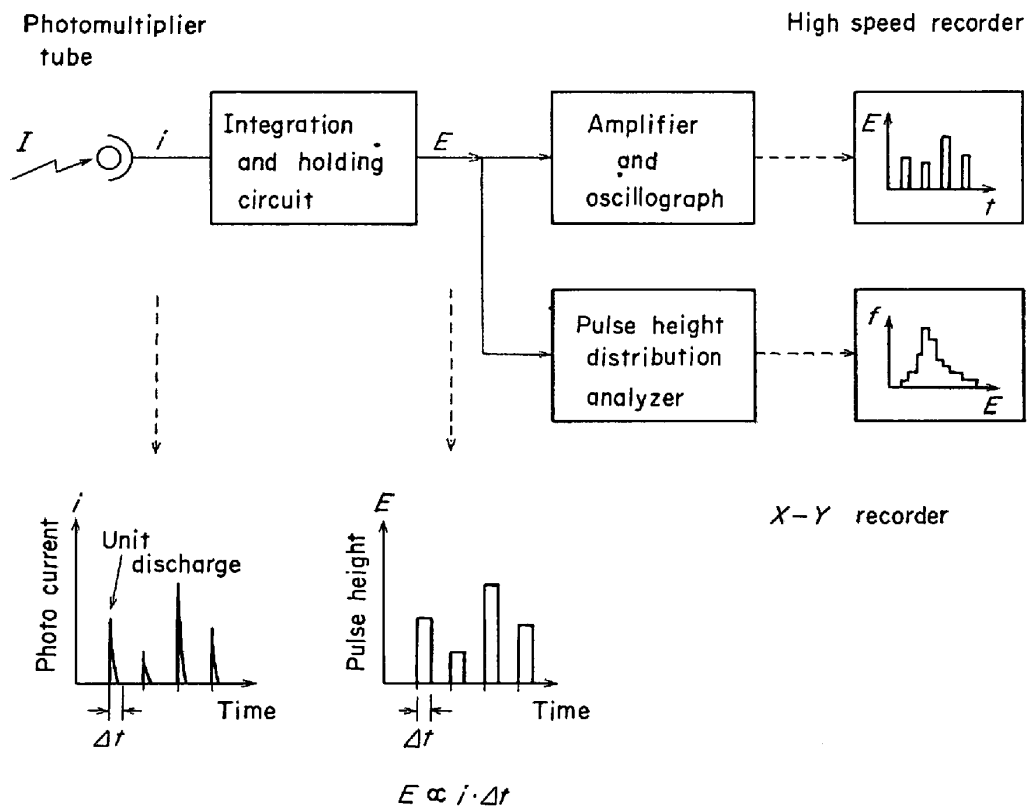 Photomultiplier
tube
High speed recorder
I
i
Integration
and holding
circuit
E
Amplifier
and
oscillograph
E
t
Pulse height
distribution
analyzer
f
E
X-Y recorder
i
Photo current
Unit
discharge
Time
Δt
E
Pulse height
Time
Δt
E ∝ i·Δt